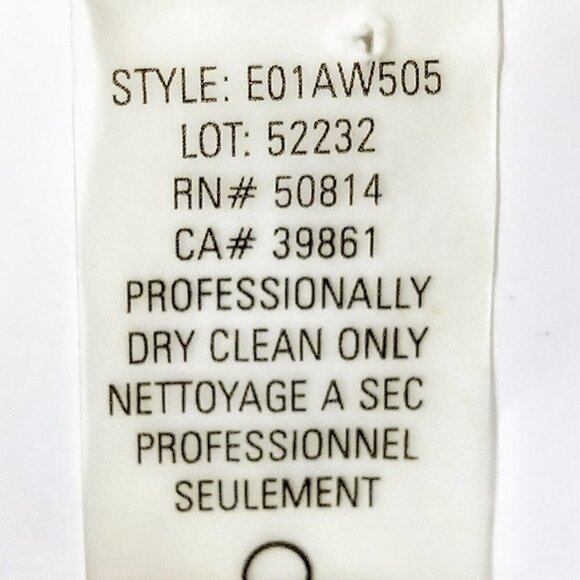 STYLE: E01AW505
LOT: 52232
RN# 50814
CA# 39861
PROFESSIONALLY
DRY CLEAN ONLY
NETTOYAGE A SEC
PROFESSIONNEL
SEULEMENT